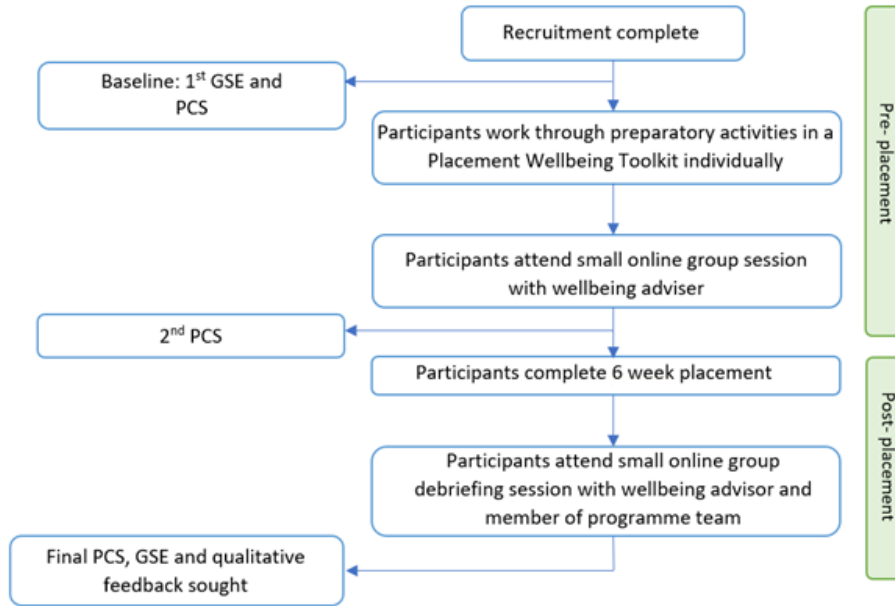 Recruitment complete
Baseline: 1st GSE and
PCS
Participants work through preparatory activities in a
Placement Wellbeing Toolkit individually
Participants attend small online group session
with wellbeing adviser
2nd PCS
Participants complete 6 week placement
Participants attend small online group
debriefing session with wellbeing advisor and
member of programme team
Final PCS, GSE and qualitative
feedback sought
Pre- placement
Post- placement